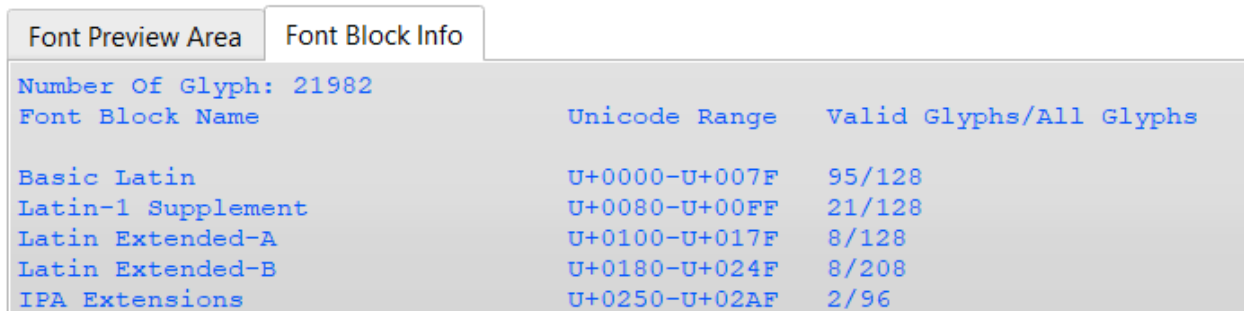 Font Preview Area Font Block Info
Number Of Glyph: 21982
Font Block Name Unicode Range Valid Glyphs/All Glyphs
Basic Latin U+0000-U+007F 95/128
Latin-1 Supplement U+0080-U+00FF 21/128
Latin Extended-A U+0100-U+017F 8/128
Latin Extended-B U+0180-U+024F 8/208
IPA Extensions U+0250-U+02AF 2/96